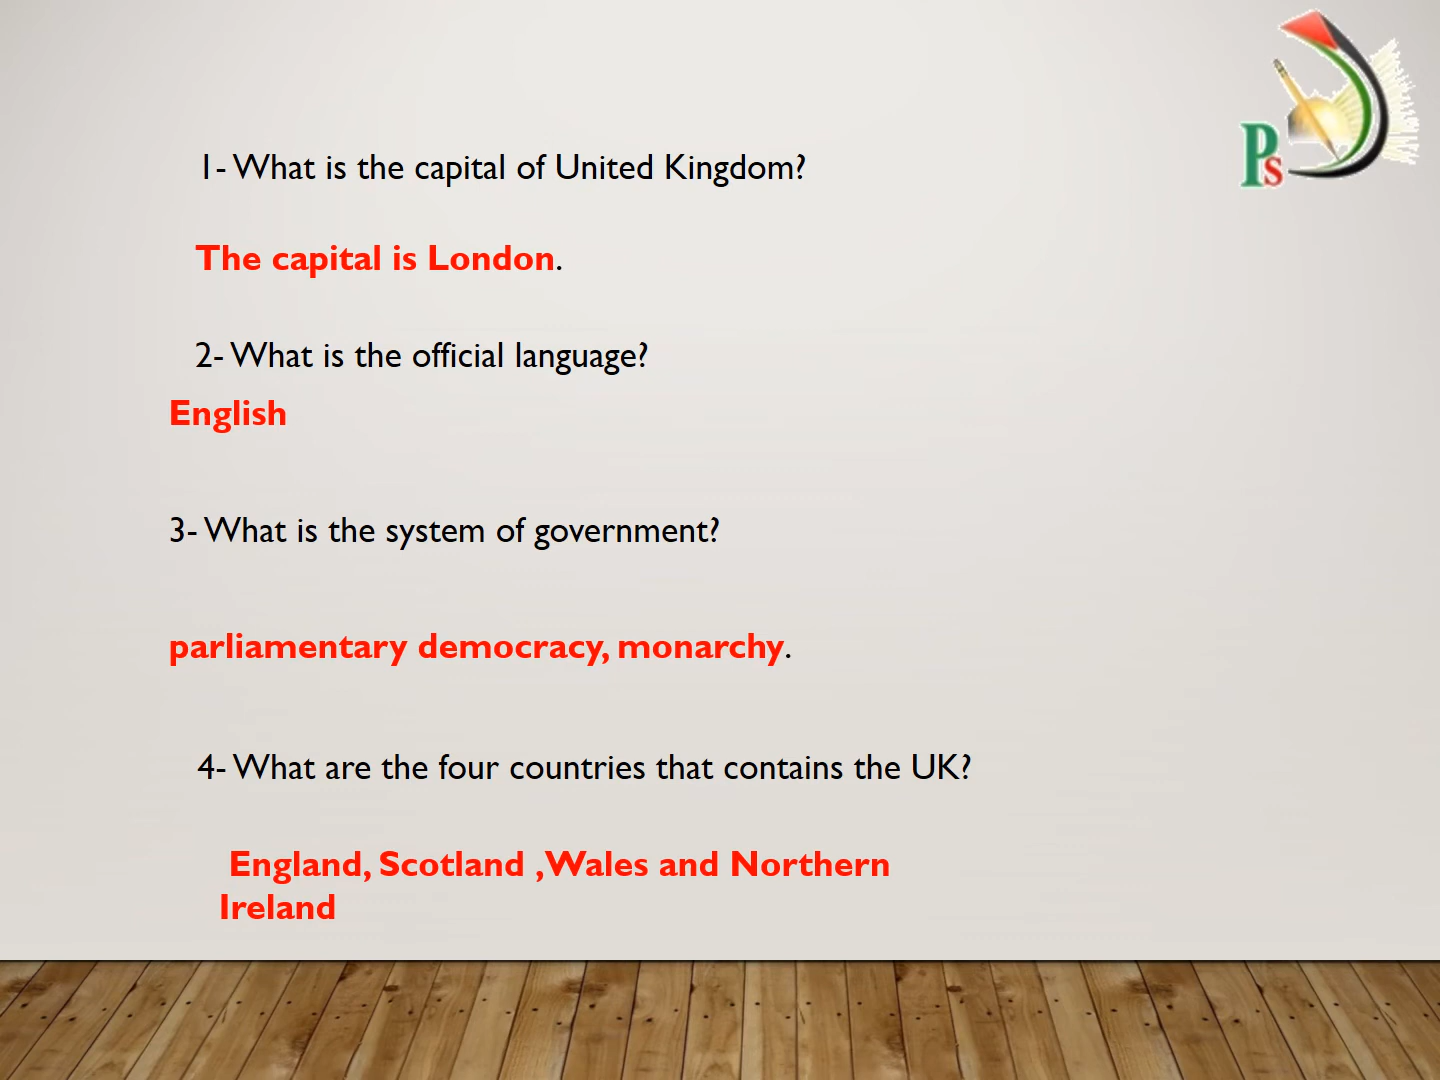 Ps
1- What is the capital of United Kingdom?
The capital is London.
2- What is the official language?
English
3- What is the system of government?
parliamentary democracy, monarchy.
4- What are the four countries that contains the UK?
England, Scotland ,Wales and Northern
Ireland